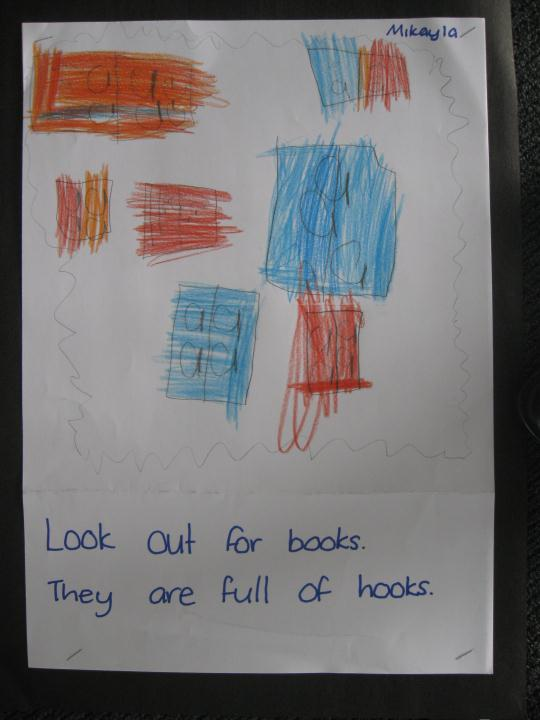 Mikayla
a a
a a
a a a a
Look out for books.
They are full of hooks.